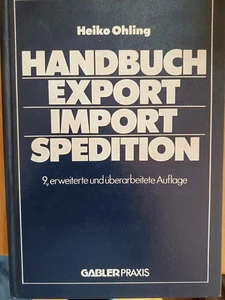 Heiko Ohling
HANDBUCH
EXPORT
IMPORT
SPEDITION
9., erweiterte und überarbeitete Auflage
GABLER PRAXIS